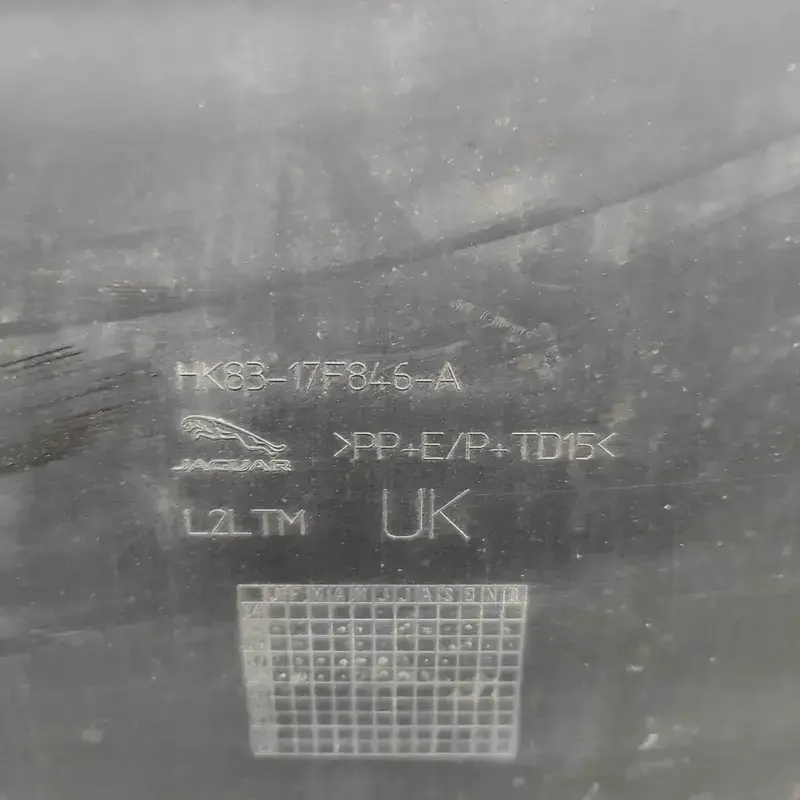 HK83-17F846-A
JAGUAR
>PP+E/P+TD15<
L2LTM
UK
J F M A M J J A S E N D